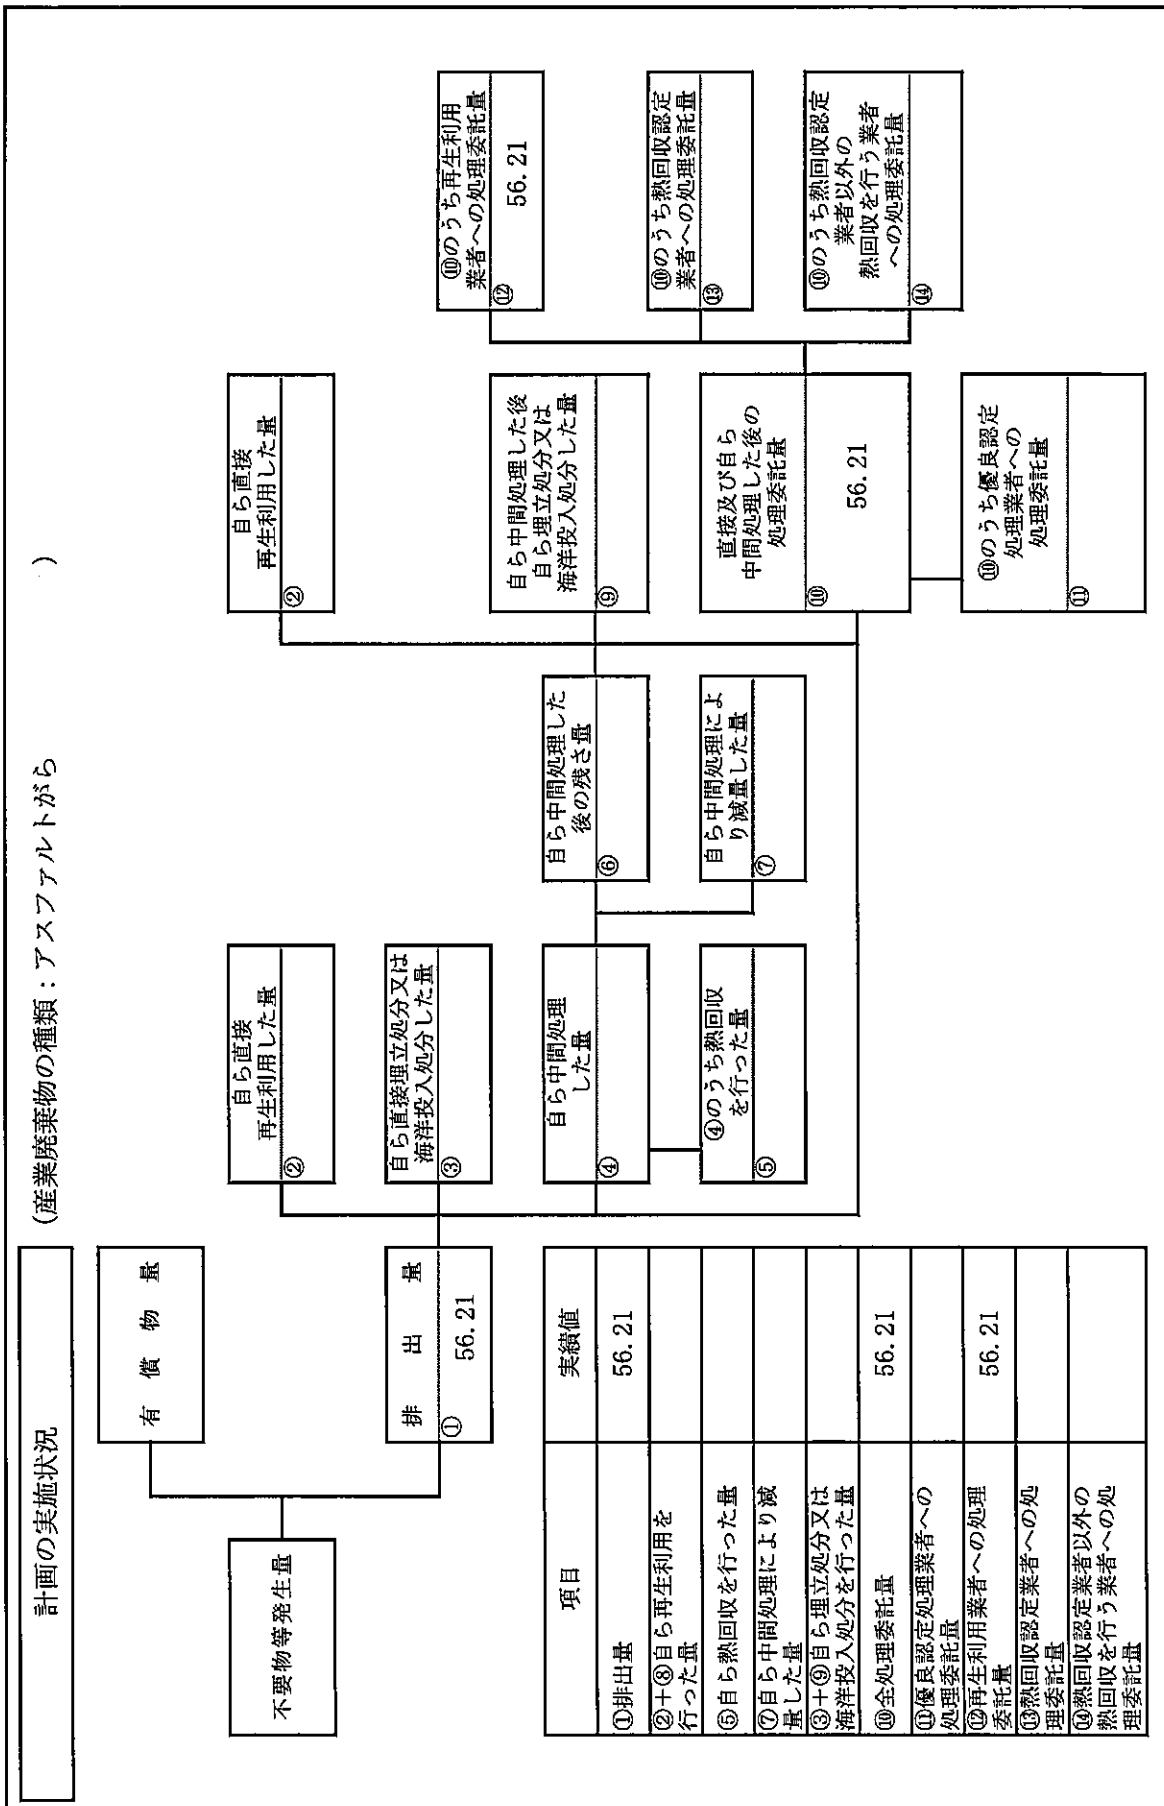 計画の実施状況
(産業廃棄物の種類：アスファルトがら　　　　　　)
不要物等発生量
有償物量
排出量
①
56.21
自ら直接
再生利用した量
②
自ら直接埋立処分又は
海洋投入処分した量
③
自ら中間処理
した量
④
④のうち熱回収
を行った量
⑤
自ら中間処理した
後の残さ量
⑥
自ら中間処理によ
り減量した量
⑦
自ら直接
再生利用した量
②
自ら中間処理した後
自ら埋立処分又は
海洋投入処分した量
⑨
直接及び自ら
中間処理した後の
処理委託量
⑩
56.21
⑩のうち優良認定
処理業者への
処理委託量
⑪
⑩のうち再生利用
業者への処理委託量
⑫
56.21
⑩のうち熱回収認定
業者への処理委託量
⑬
⑩のうち熱回収認定
業者以外の
熱回収を行う業者
への処理委託量
⑭
項目 実績値
①排出量 56.21
②+⑧自ら再生利用を
行った量
⑤自ら熱回収を行った量
⑦自ら中間処理により減
量した量
③+⑨自ら埋立処分又は
海洋投入処分を行った量
⑩全処理委託量 56.21
⑪優良認定処理業者への
処理委託量
⑫再生利用業者への処理
委託量 56.21
⑬熱回収認定業者への処
理委託量
⑭熱回収認定業者以外の
熱回収を行う業者への処
理委託量